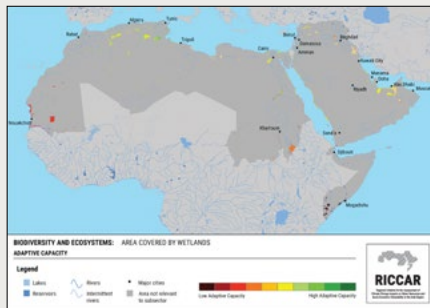 Algiers
Tunis
Rabat
Tripoli
Beirut
Damascus
Baghdad
Amman
Cairo
Kuwait City
Manama
Doha
Abu Dhabi
Riyadh
Muscat
Nouakchott
Khartoum
Sana'a
Djibouti
Mogadishu
BIODIVERSITY AND ECOSYSTEMS: AREA COVERED BY WETLANDS
ADAPTIVE CAPACITY
Legend
Lakes
Reservoirs
Rivers
Intermittent rivers
Major cities
Area not relevant to subsector
Low Adaptive Capacity
High Adaptive Capacity
RICCAR